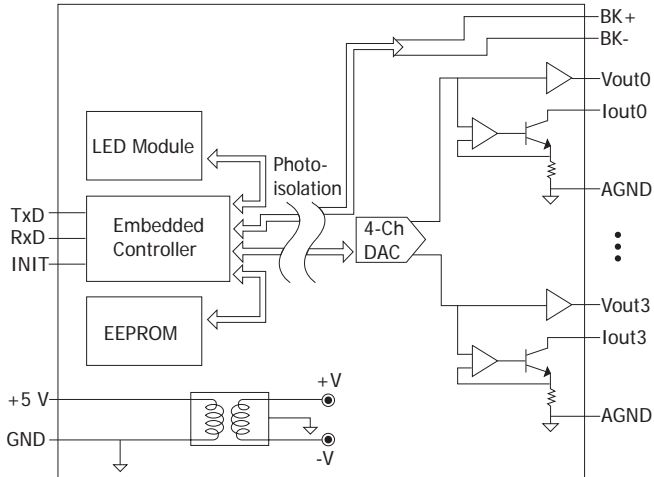 BK+
BK-
Vout0
Iout0
LED Module
Photo-
isolation
AGND
TxD
RxD
INIT
Embedded
Controller
4-Ch
DAC
EEPROM
Vout3
Iout3
+5 V
+V
AGND
GND
-V